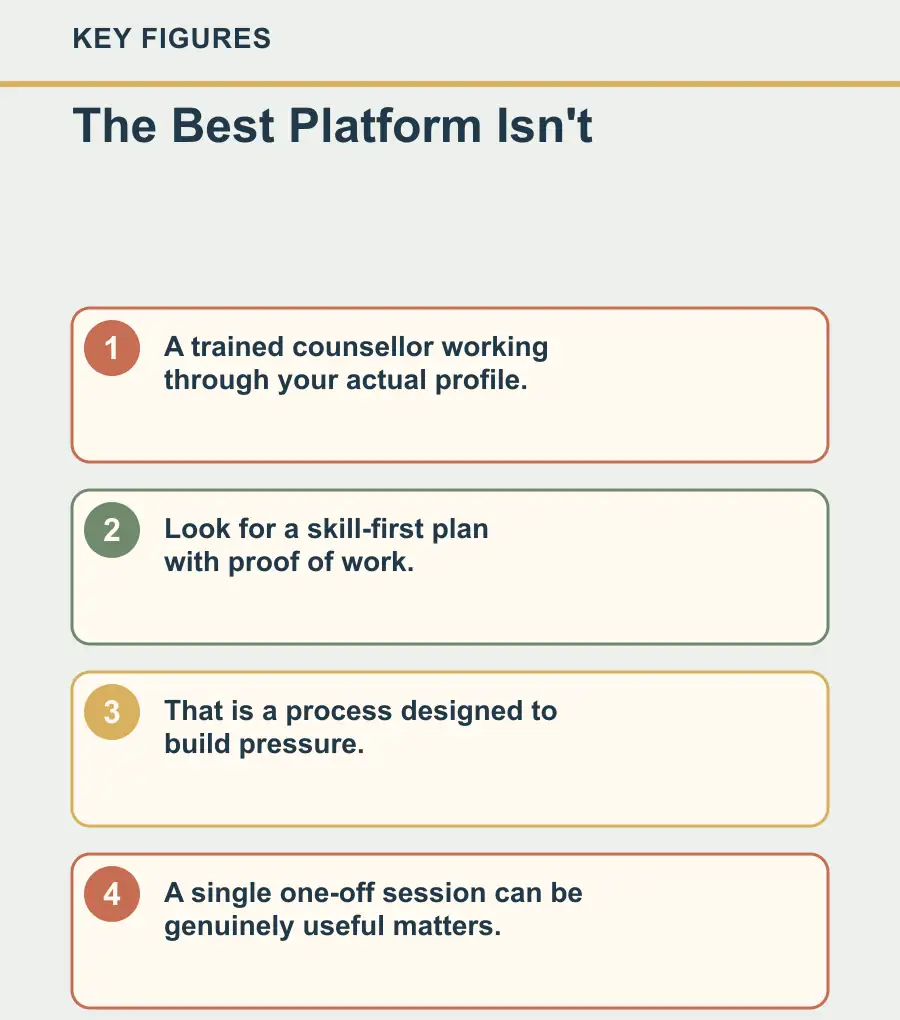 KEY FIGURES
The Best Platform Isn't
1
A trained counsellor working
through your actual profile.
2
Look for a skill-first plan
with proof of work.
3
That is a process designed to
build pressure.
4
A single one-off session can be
genuinely useful matters.